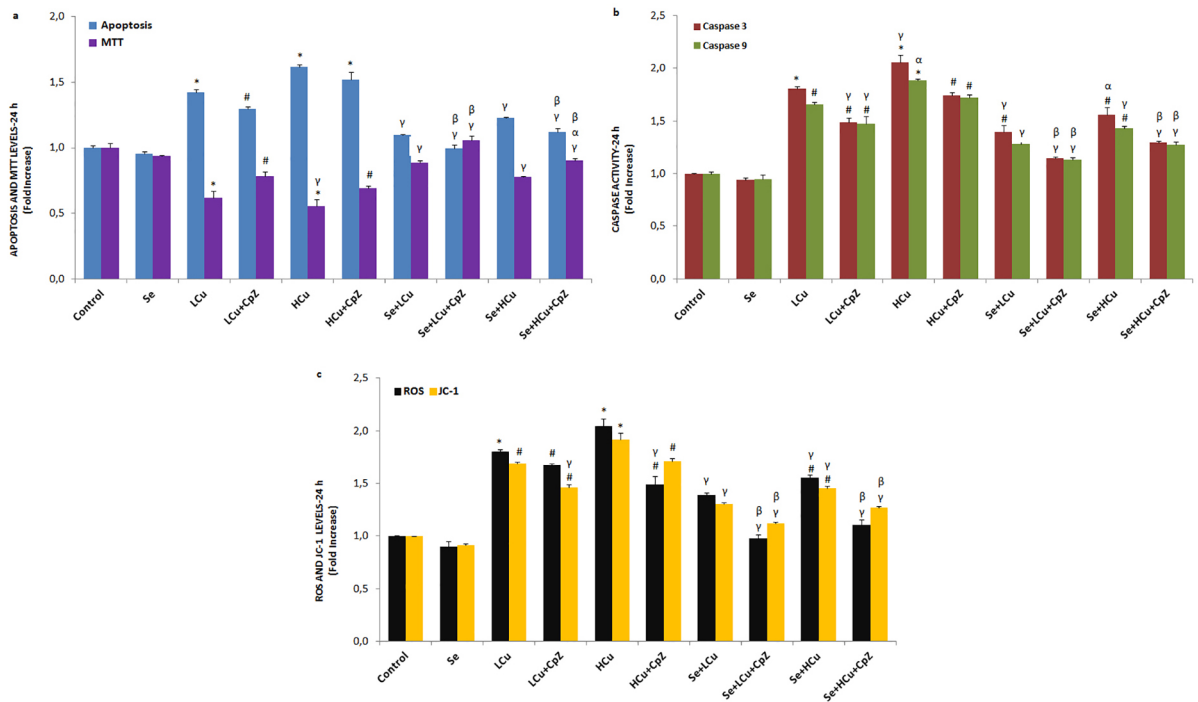 a
APOPTOSIS AND MTT LEVELS-24 h
(Fold Increase)
2,0
1,5
1,0
0,5
0,0
Apoptosis
MTT
*
*
#
#
*
γ
*
*
#
γ
γ
β
γ
β
γ
γ
γ
β
γ
β
α
γ
Control
Se
LCu
LCu+CpZ
HCu
HCu+CpZ
Se+LCu
Se+LCu+CpZ
Se+HCu
Se+HCu+CpZ
b
CASPASE ACTIVITY-24 h
(Fold Increase)
2,5
2,0
1,5
1,0
0,5
0,0
Caspase 3
Caspase 9
*
#
γ
#
γ
#
γ
*
α
*
#
#
γ
#
γ
β
γ
β
γ
α
#
γ
#
β
γ
β
γ
Control
Se
LCu
LCu+CpZ
HCu
HCu+CpZ
Se+LCu
Se+LCu+CpZ
Se+HCu
Se+HCu+CpZ
c
ROS AND JC-1 LEVELS-24 h
(Fold Increase)
2,5
2,0
1,5
1,0
0,5
0,0
ROS
JC-1
*
#
#
γ
#
*
*
γ
#
#
γ
γ
β
γ
β
γ
γ
#
γ
#
β
γ
β
γ
Control
Se
LCu
LCu+CpZ
HCu
HCu+CpZ
Se+LCu
Se+LCu+CpZ
Se+HCu
Se+HCu+CpZ